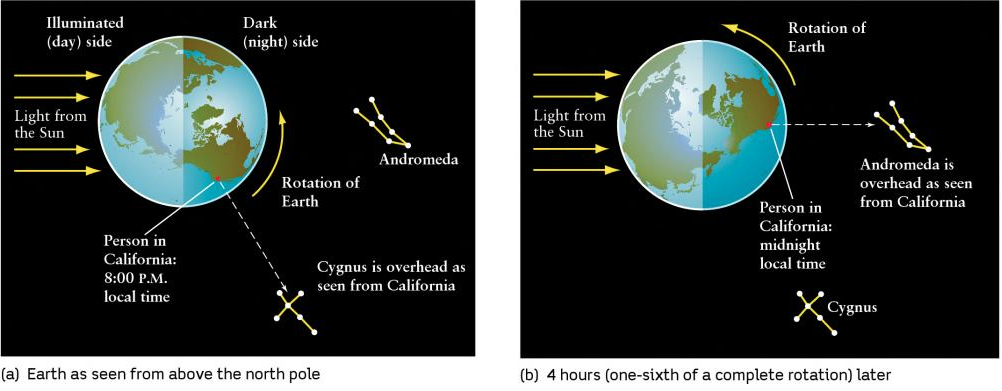 Illuminated
(day) side
Dark
(night) side
Light from
the Sun
Andromeda
Rotation of
Earth
Person in
California:
8:00 P.M.
local time
Cygnus is overhead as
seen from California
(a) Earth as seen from above the north pole
Rotation of
Earth
Light from
the Sun
Andromeda is
overhead as seen
from California
Person in
California:
midnight
local time
Cygnus
(b) 4 hours (one-sixth of a complete rotation) later